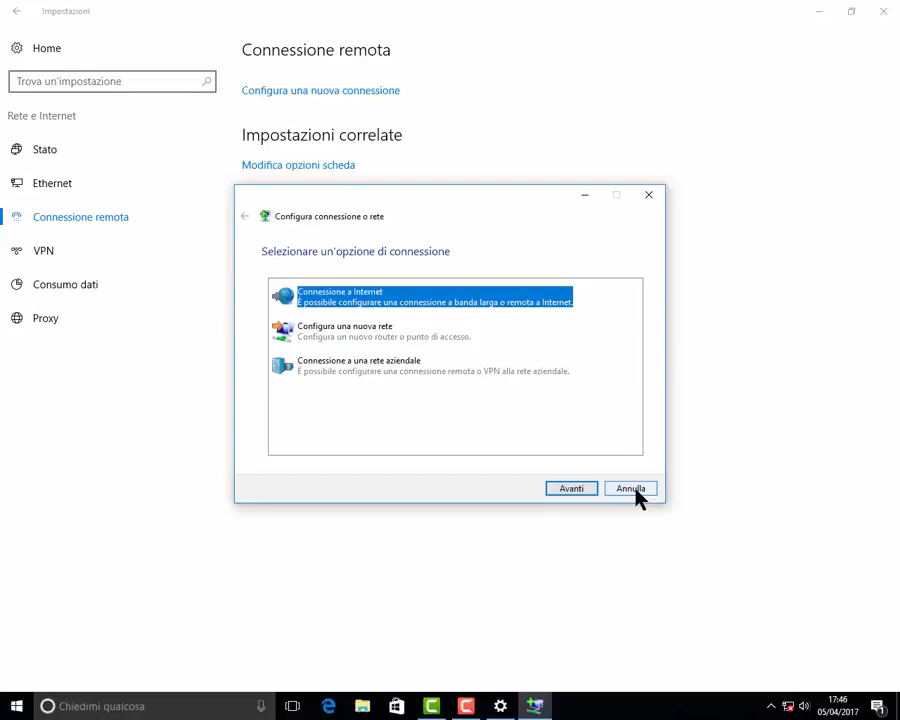 Impostazioni
Home
Trova un'impostazione
Rete e Internet
Stato
Ethernet
Connessione remota
VPN
Consumo dati
Proxy
Connessione remota
Configura una nuova connessione
Impostazioni correlate
Modifica opzioni scheda
Configura connessione o rete
Selezionare un'opzione di connessione
Connessione a Internet
È possibile configurare una connessione a banda larga o remota a Internet.
Configura una nuova rete
Configura un nuovo router o punto di accesso.
Connessione a una rete aziendale
È possibile configurare una connessione remota o VPN alla rete aziendale.
Avanti
Annulla
Chiedimi qualcosa
17:46
05/04/2017
1